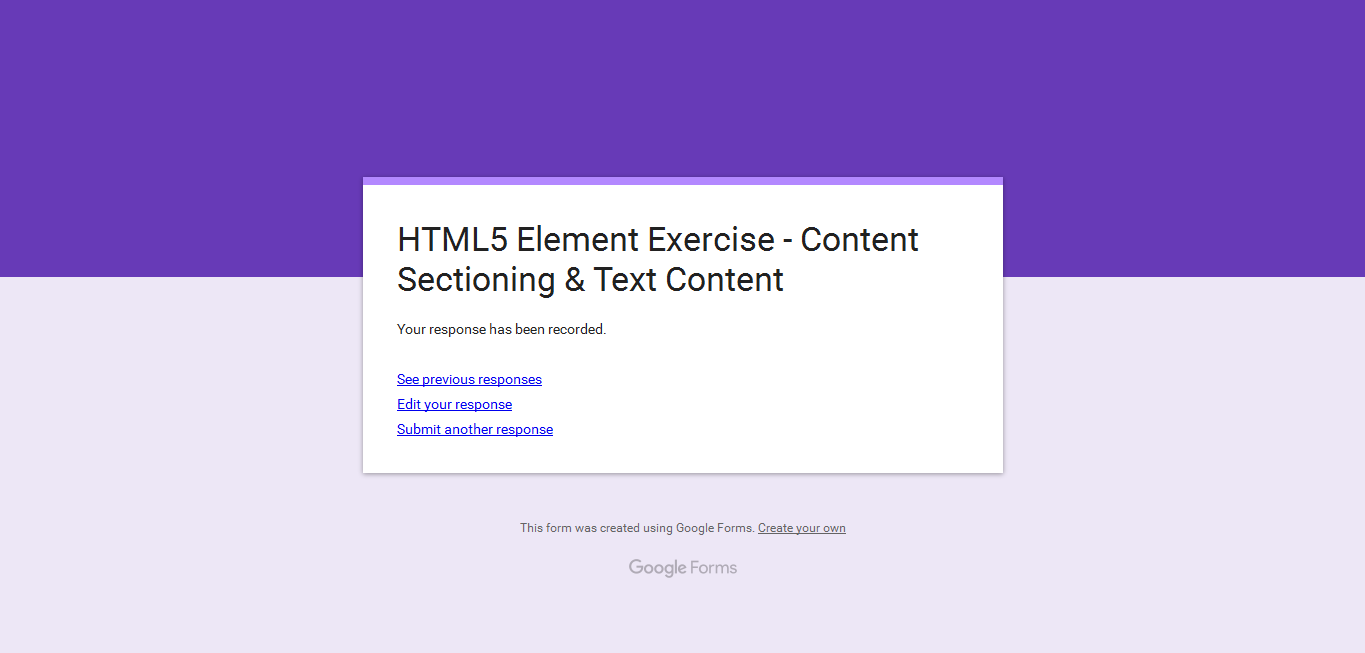 HTML5 Element Exercise - Content
Sectioning & Text Content
Your response has been recorded.
See previous responses
Edit your response
Submit another response
This form was created using Google Forms. Create your own
Google Forms